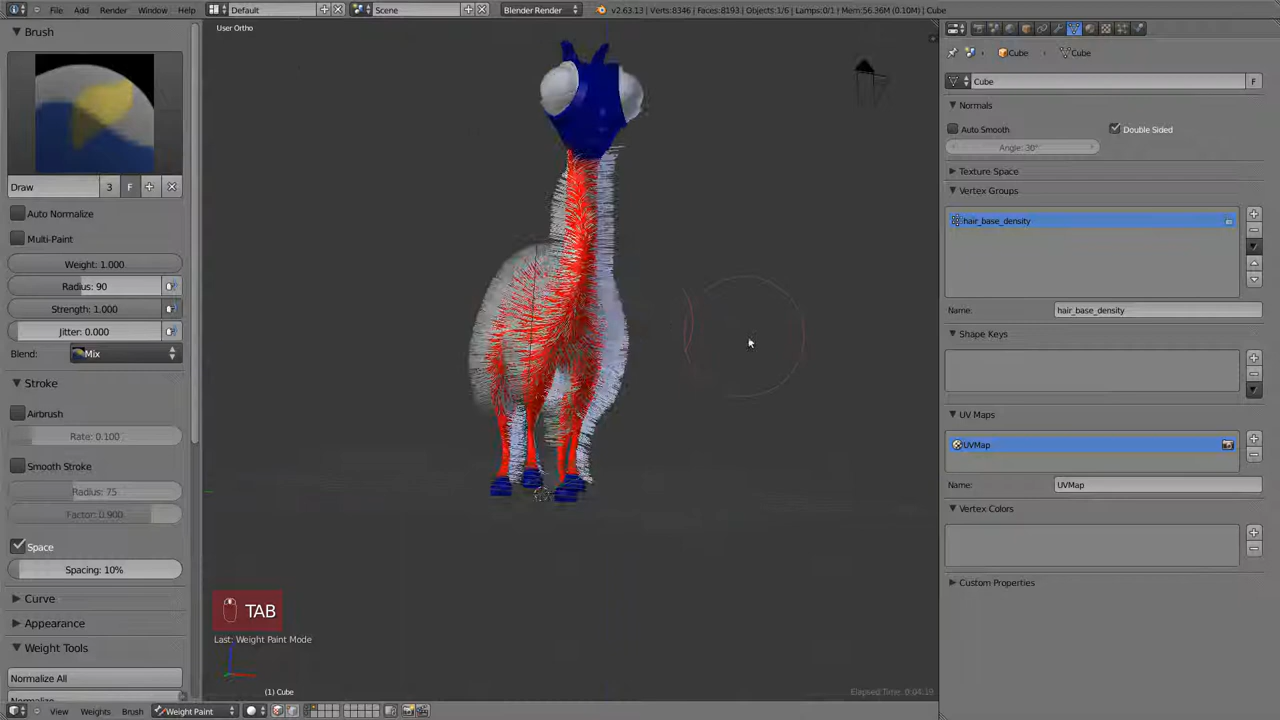 File Add Render Window Help Default Scene Blender Render v2.63.13 | Verts:8346 | Faces:8193 | Objects:1/6 | Lamps:0/1 | Mem:56.36M (0.10M) | Cube
Brush
User Ortho
Cube Cube
Draw 3 F
Cube F
Normals
Auto Smooth Double Sided
Angle: 30°
Texture Space
Vertex Groups
hair_base_density
Auto Normalize
Multi-Paint
Weight: 1.000
Radius: 90
Strength: 1.000
Jitter: 0.000
Blend: Mix
Name: hair_base_density
Shape Keys
Stroke
Airbrush
Rate: 0.100
Smooth Stroke
Radius: 75
Factor: 0.900
UV Maps
UVMap
Name: UVMap
Vertex Colors
Space
Spacing: 10%
Custom Properties
Curve
Appearance
Weight Tools
Normalize All
TAB
Last: Weight Paint Mode
(1) Cube
Elapsed Time: 0:04:19
View Weights Brush Weight Paint